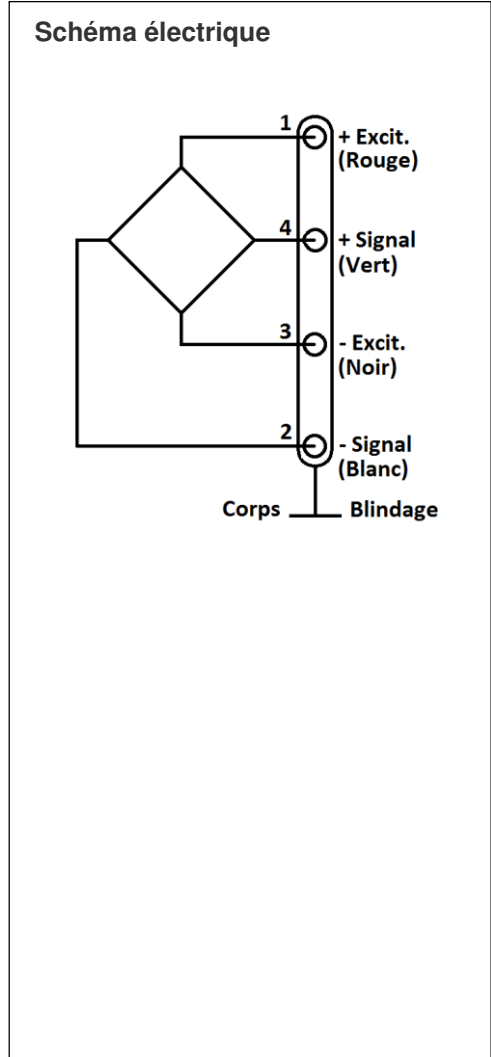 Schéma électrique
1
+ Excit.
(Rouge)
4
+ Signal
(Vert)
3
- Excit.
(Noir)
2
- Signal
(Blanc)
Corps
Blindage